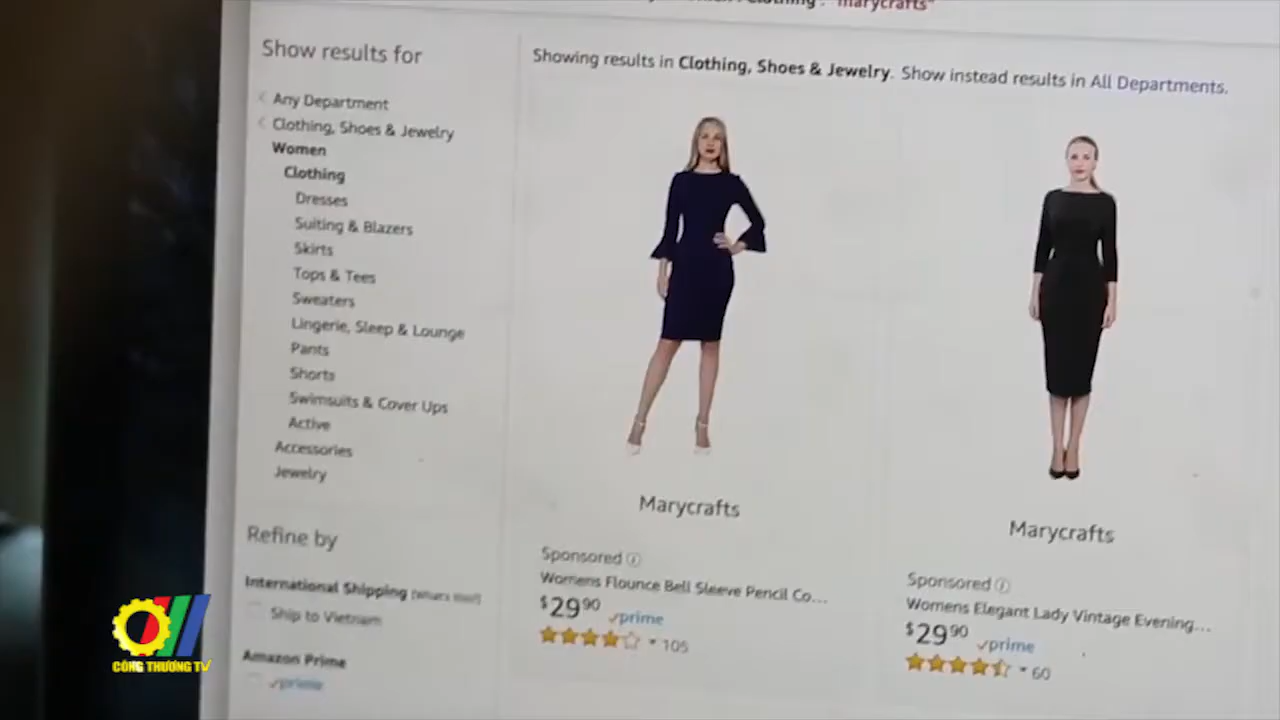 Clothing : "marycrafts"
Show results for
Any Department
Clothing, Shoes & Jewelry
Women
Clothing
Dresses
Suiting & Blazers
Skirts
Tops & Tees
Sweaters
Lingerie, Sleep & Lounge
Pants
Shorts
Swimsuits & Cover Ups
Active
Accessories
Jewelry
Refine by
International Shipping (What's this?)
Ship to Vietnam
Amazon Prime
prime
Showing results in Clothing, Shoes & Jewelry. Show instead results in All Departments.
Marycrafts
Sponsored
Womens Flounce Bell Sleeve Pencil Co...
$29 90 prime
105
Marycrafts
Sponsored
Womens Elegant Lady Vintage Evening...
$29 90 prime
60
CÔNG THƯƠNG TV